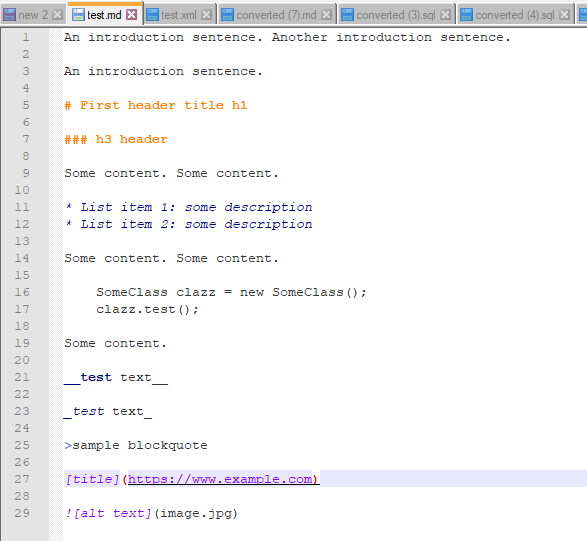 new 2
test.md
test.xml
converted (7).md
converted (3).sql
converted (4).sql
1 An introduction sentence. Another introduction sentence.
2
3 An introduction sentence.
4
5 # First header title h1
6
7 ### h3 header
8
9 Some content. Some content.
10
11 * List item 1: some description
12 * List item 2: some description
13
14 Some content. Some content.
15
16     SomeClass clazz = new SomeClass();
17     clazz.test();
18
19 Some content.
20
21 __test text__
22
23 _test text_
24
25 >sample blockquote
26
27 [title](https://www.example.com)
28
29 ![alt text](image.jpg)